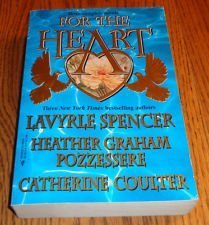 FOR THE
HEART
Three New York Times bestselling authors
LAVYRLE SPENCER
HEATHER GRAHAM
POZZESSERE
CATHERINE COULTER